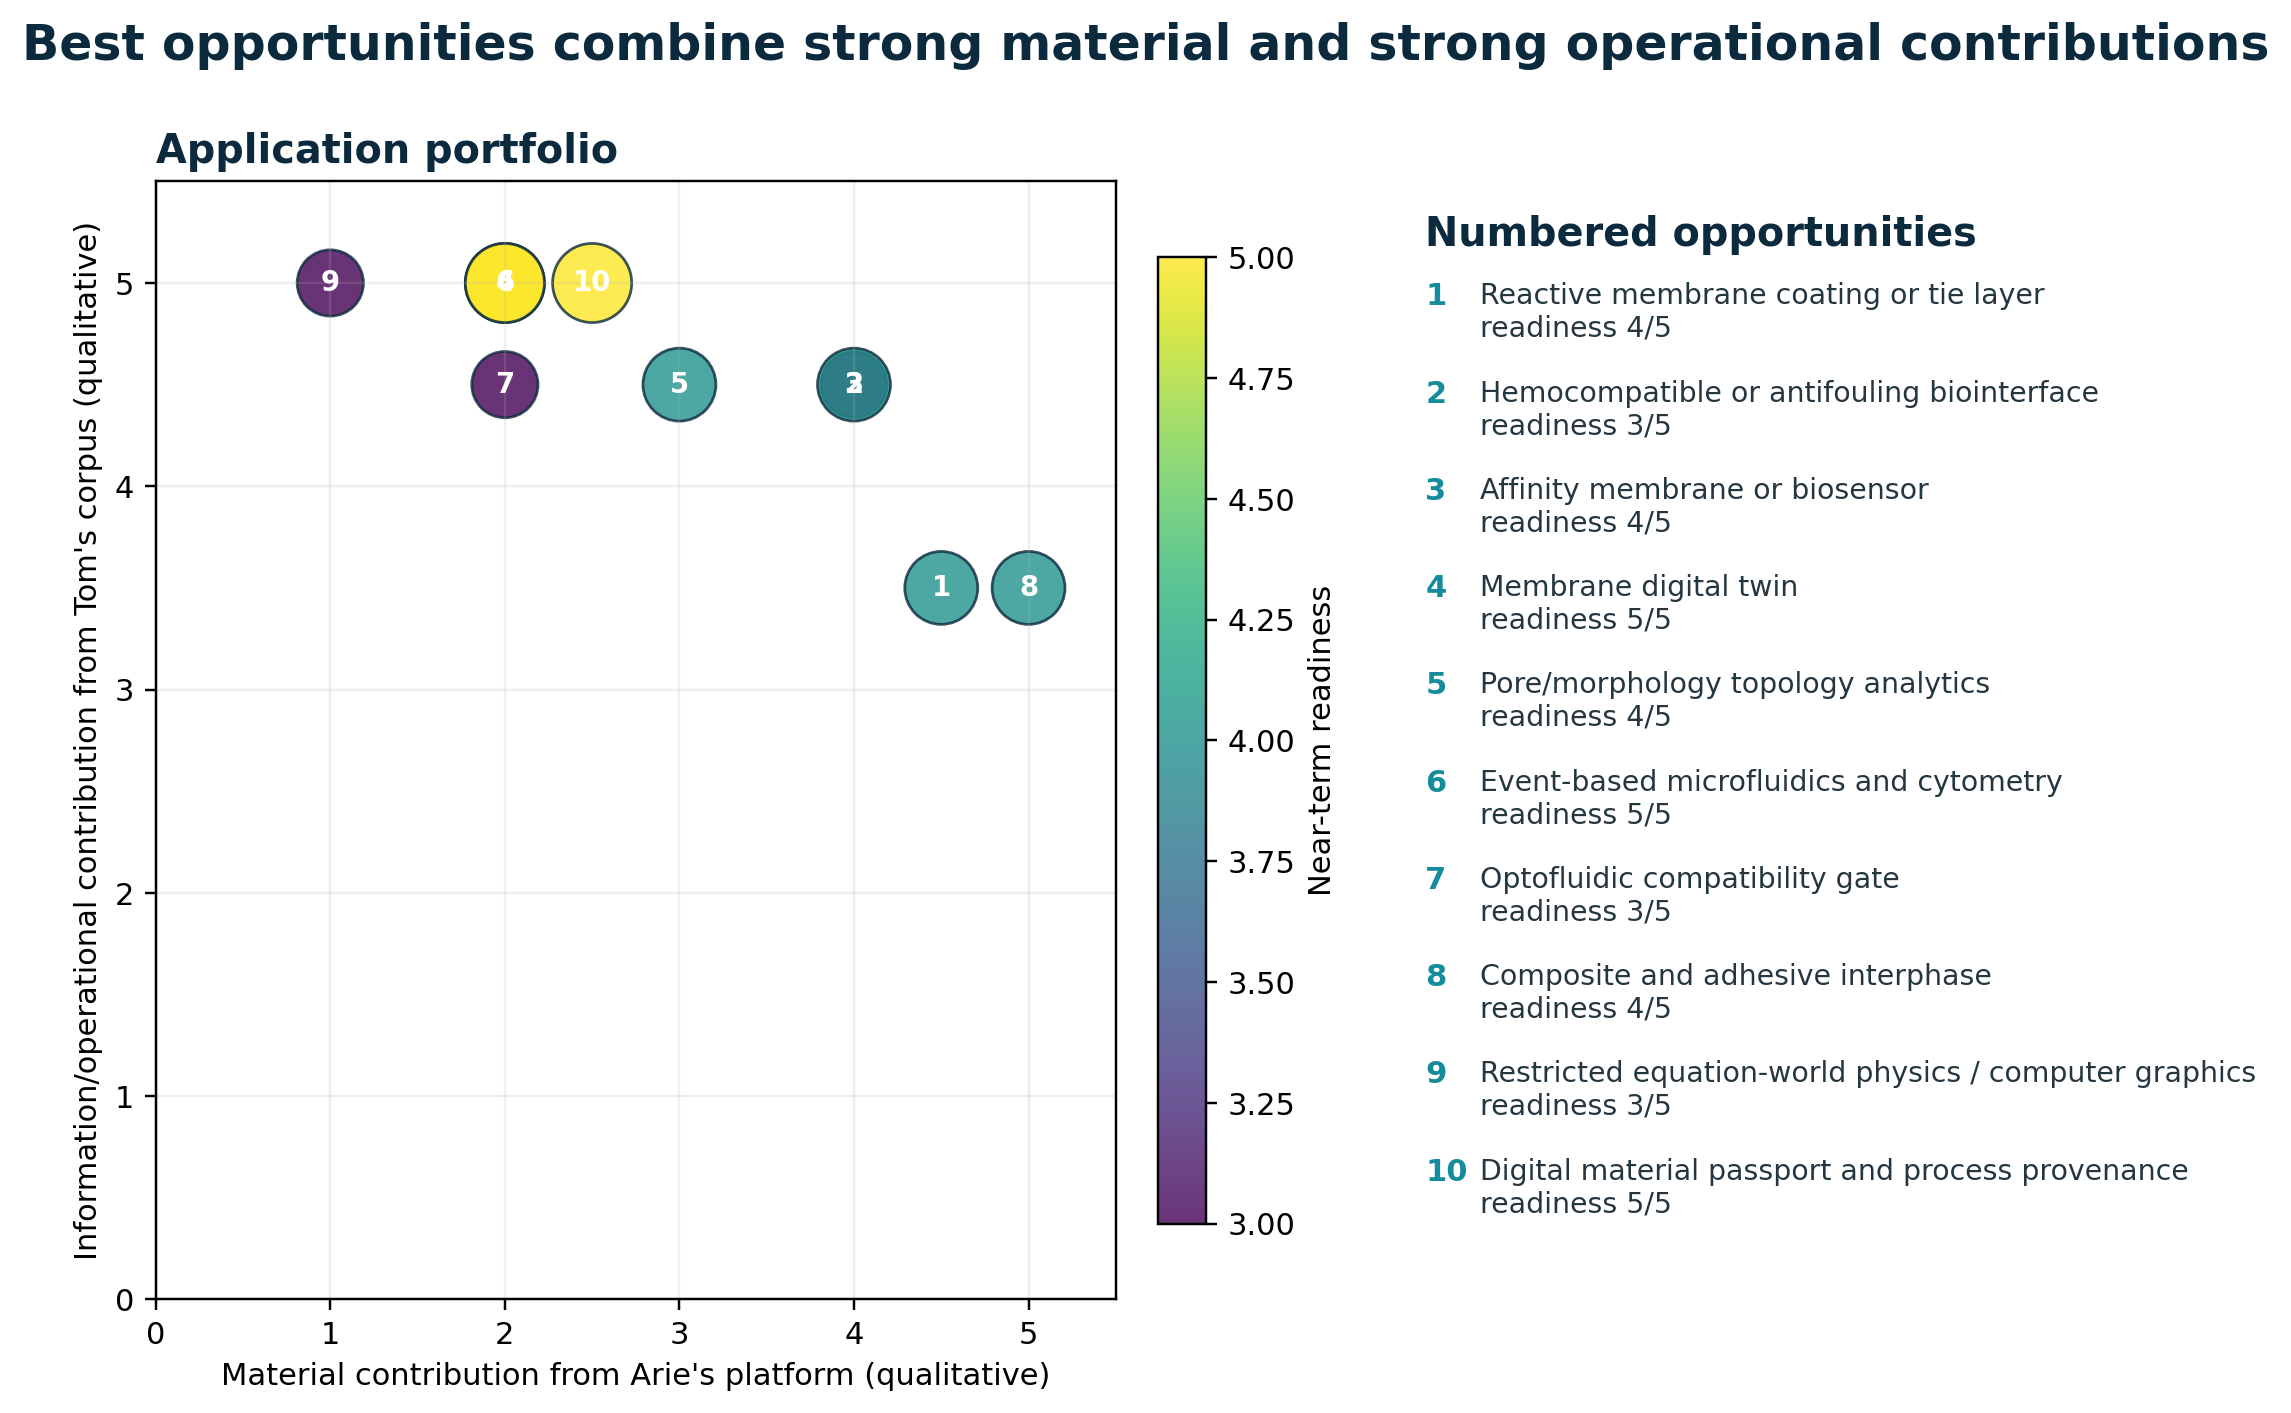 Best opportunities combine strong material and strong operational contributions
Application portfolio
Information/operational contribution from Tom's corpus (qualitative)
5
4
3
2
1
0
9
10
7
5
1
8
0
1
2
3
4
5
Material contribution from Arie's platform (qualitative)
5.00
4.75
4.50
4.25
4.00
3.75
3.50
3.25
3.00
Near-term readiness
Numbered opportunities
1 Reactive membrane coating or tie layer
readiness 4/5
2 Hemocompatible or antifouling biointerface
readiness 3/5
3 Affinity membrane or biosensor
readiness 4/5
4 Membrane digital twin
readiness 5/5
5 Pore/morphology topology analytics
readiness 4/5
6 Event-based microfluidics and cytometry
readiness 5/5
7 Optofluidic compatibility gate
readiness 3/5
8 Composite and adhesive interphase
readiness 4/5
9 Restricted equation-world physics / computer graphics
readiness 3/5
10 Digital material passport and process provenance
readiness 5/5